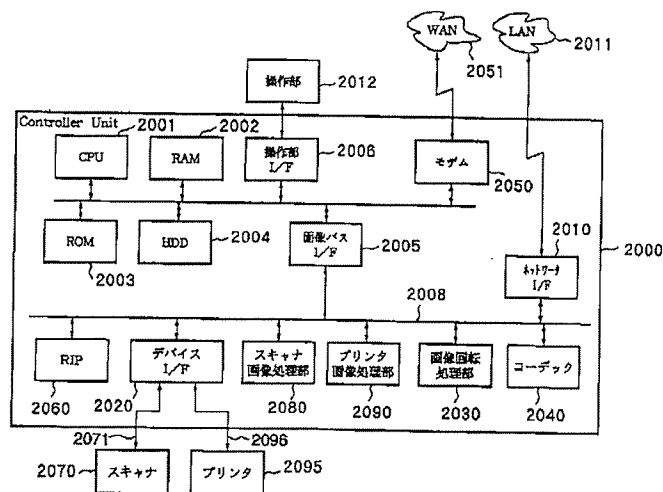 WAN
LAN
2011
2051
操作部
2012
Controller Unit
2001
2002
CPU
RAM
操作部
I/F
2006
モデム
2050
ROM
HDD
2004
画像バス
I/F
2005
2010
2000
2003
ネットワータ
I/F
2008
RIP
デバイス
I/F
スキャナ
画像処理部
プリンタ
画像処理部
画像回転
処理部
コーデック
2060
2020
2080
2090
2030
2040
2071
2096
2070
スキャナ
プリンタ
2095